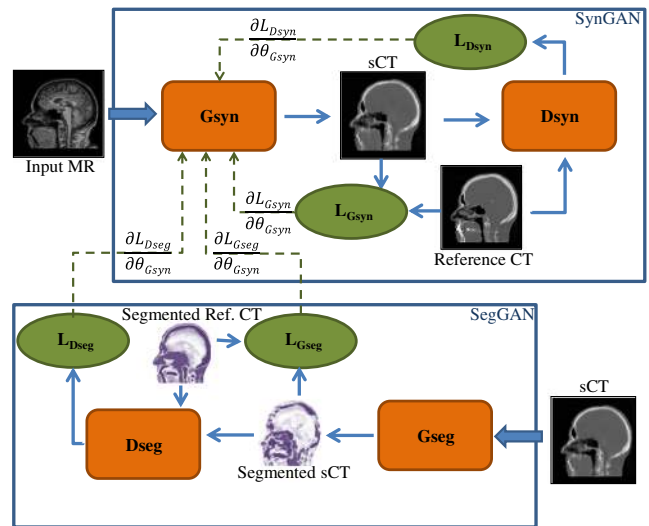 SynGAN
∂L_Dsyn
∂θ_Gsyn
L_Dsyn
sCT
Gsyn
Dsyn
Input MR
∂L_Gsyn
∂θ_Gsyn
L_Gsyn
Reference CT
∂L_Dseg
∂θ_Gsyn
∂L_Gseg
∂θ_Gsyn
SegGAN
Segmented Ref. CT
L_Dseg
L_Gseg
sCT
Dseg
Gseg
Segmented sCT